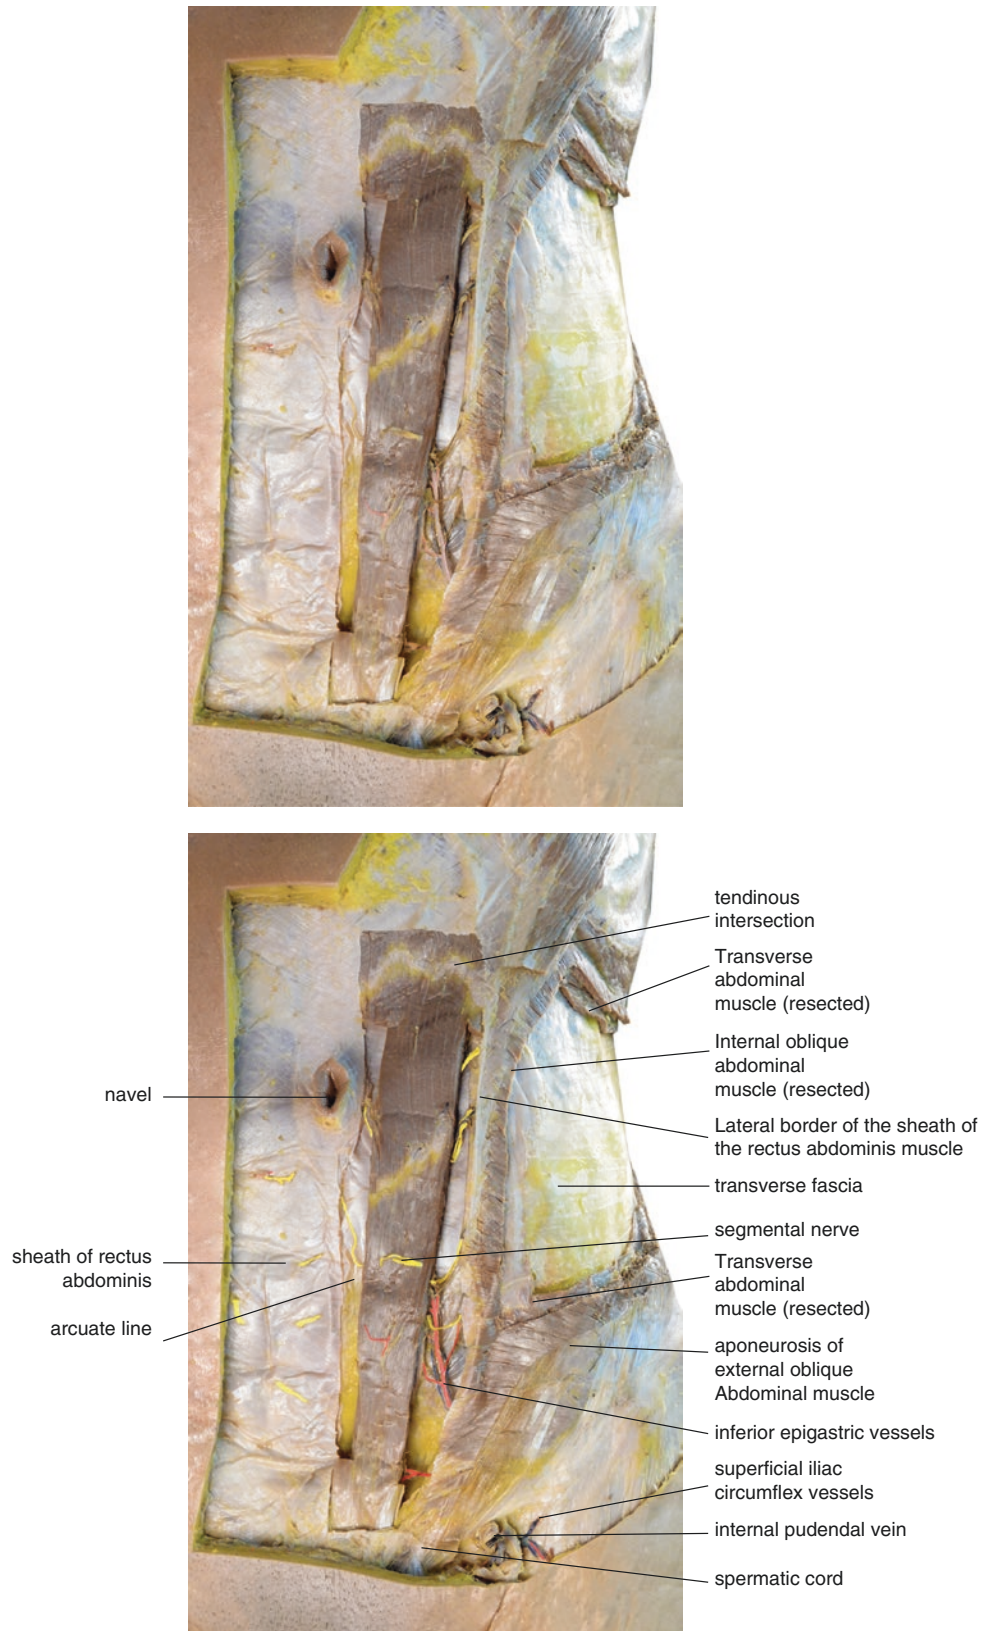 tendinous
intersection
Transverse
abdominal
muscle (resected)
Internal oblique
abdominal
muscle (resected)
navel
Lateral border of the sheath of
the rectus abdominis muscle
transverse fascia
segmental nerve
sheath of rectus
abdominis
Transverse
abdominal
muscle (resected)
arcuate line
aponeurosis of
external oblique
Abdominal muscle
inferior epigastric vessels
superficial iliac
circumflex vessels
internal pudendal vein
spermatic cord